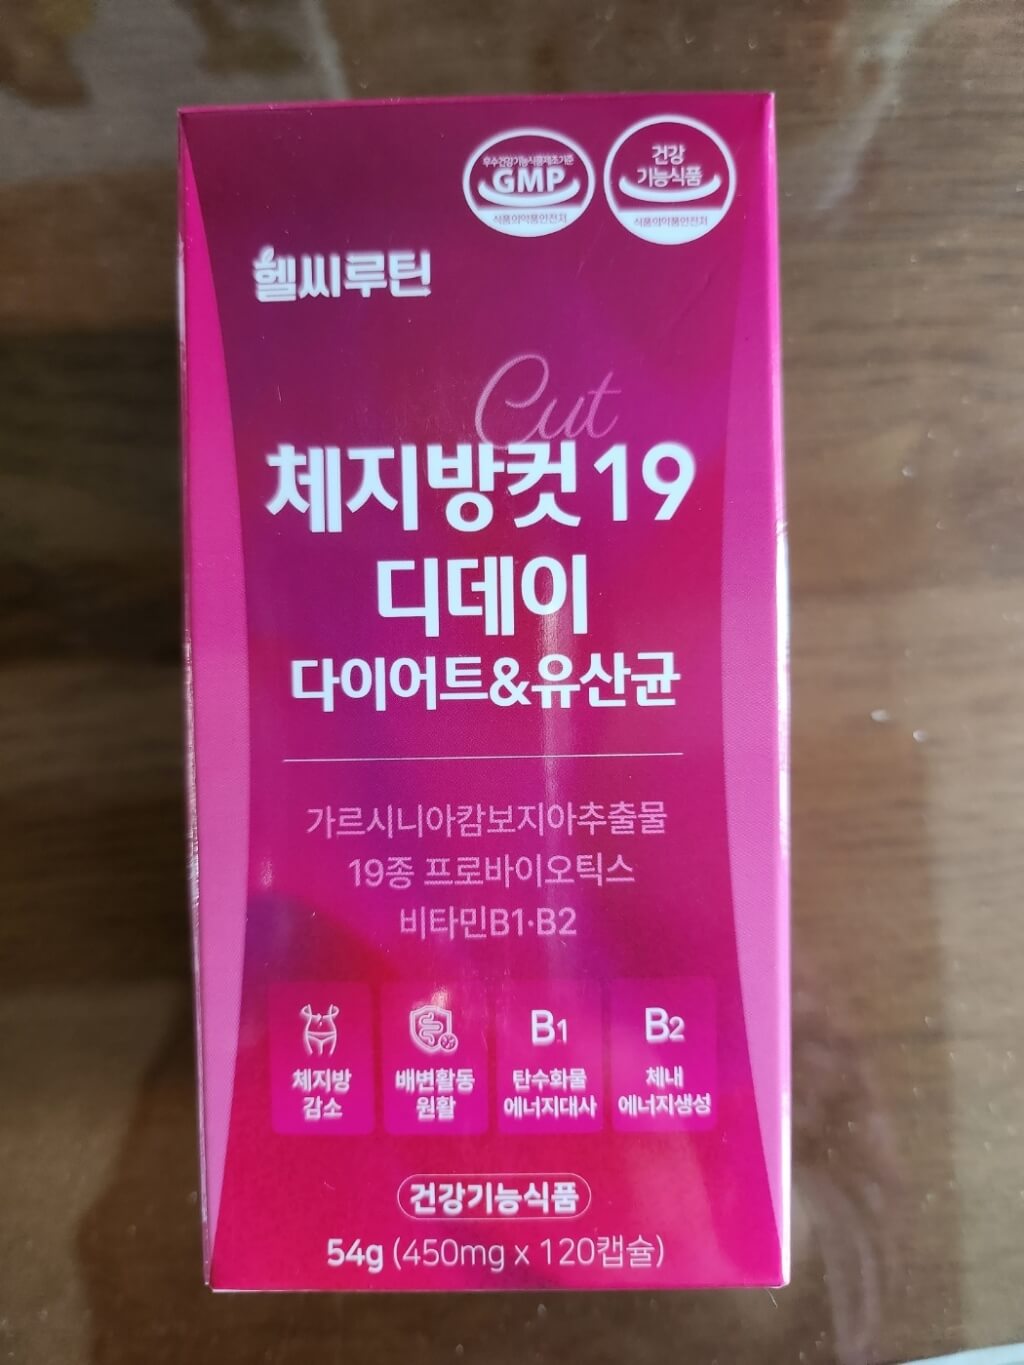 우수건강기능식품제조기준
GMP
식품의약품안전처
건강
기능식품
식품의약품안전처
헬씨루틴
Cut
체지방컷19
디데이
다이어트&유산균
가르시니아캄보지아추출물
19종 프로바이오틱스
비타민B1·B2
체지방
감소
배변활동
원활
B1
탄수화물
에너지대사
B2
체내
에너지생성
건강기능식품
54g (450mg x 120캡슐)